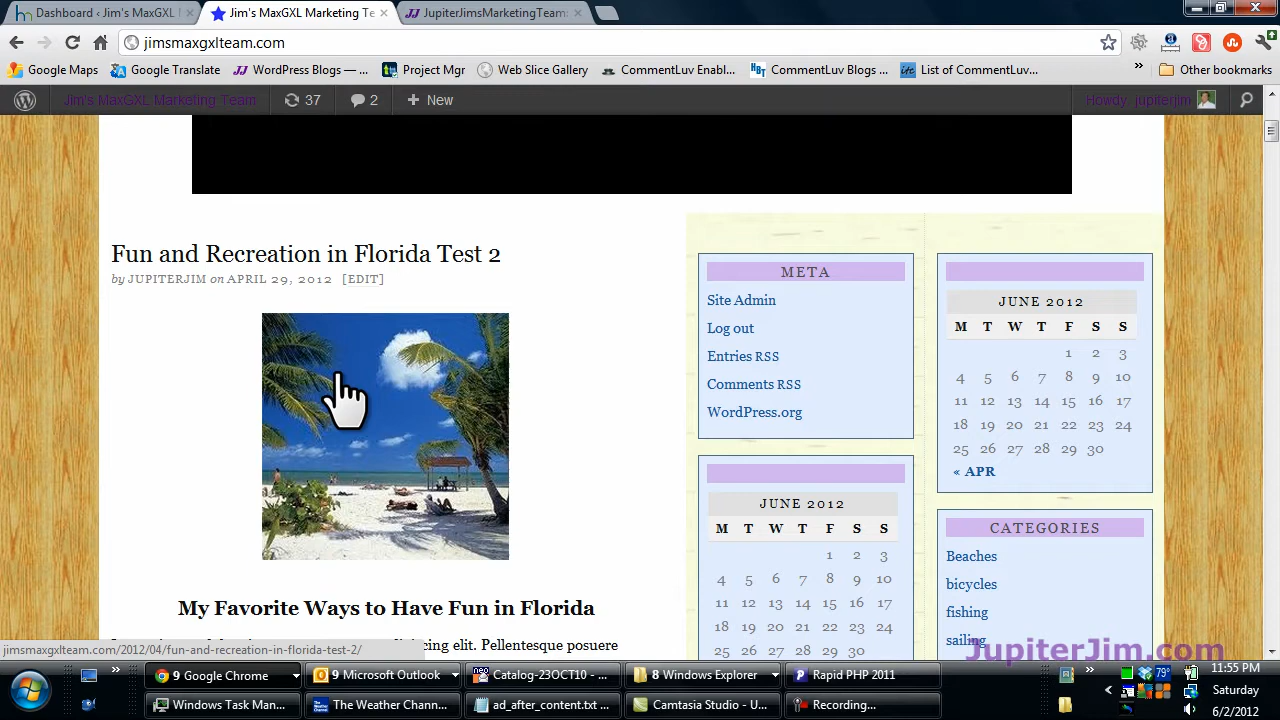 Dashboard ‹ Jim's MaxGXL M
Jim's MaxGXL Marketing Te
JupiterJimsMarketingTeam
jimsmaxgxlteam.com
Google Maps
Google Translate
WordPress Blogs — ...
Project Mgr
Web Slice Gallery
CommentLuv Enabl...
CommentLuv Blogs ...
List of CommentLuv...
»
Other bookmarks
Jim's MaxGXL Marketing Team
37
2
+ New
Howdy, jupiterjim
Fun and Recreation in Florida Test 2
by JUPITERJIM on APRIL 29, 2012 [EDIT]
My Favorite Ways to Have Fun in Florida
cing elit. Pellentesque posuere
META
Site Admin
Log out
Entries RSS
Comments RSS
WordPress.org
JUNE 2012
M T W T F S S
1 2 3
4 5 6 7 8 9 10
11 12 13 14 15 16 17
18 19 20 21 22 23 24
25 26 27 28 29 30
JUNE 2012
M T W T F S S
1 2 3
4 5 6 7 8 9 10
11 12 13 14 15 16 17
18 19 20 21 22 23 24
25 26 27 28 29 30
« APR
CATEGORIES
Beaches
bicycles
fishing
sailing
JupiterJim.com
jimsmaxgxlteam.com/2012/04/fun-and-recreation-in-florida-test-2/
»
9 Google Chrome
9 Microsoft Outlook
Catalog-23OCT10 - ...
8 Windows Explorer
Rapid PHP 2011
»
79°
11:55 PM
Windows Task Man...
The Weather Chann...
ad_after_content.txt ...
Camtasia Studio - U...
Recording...
Saturday
6/2/2012